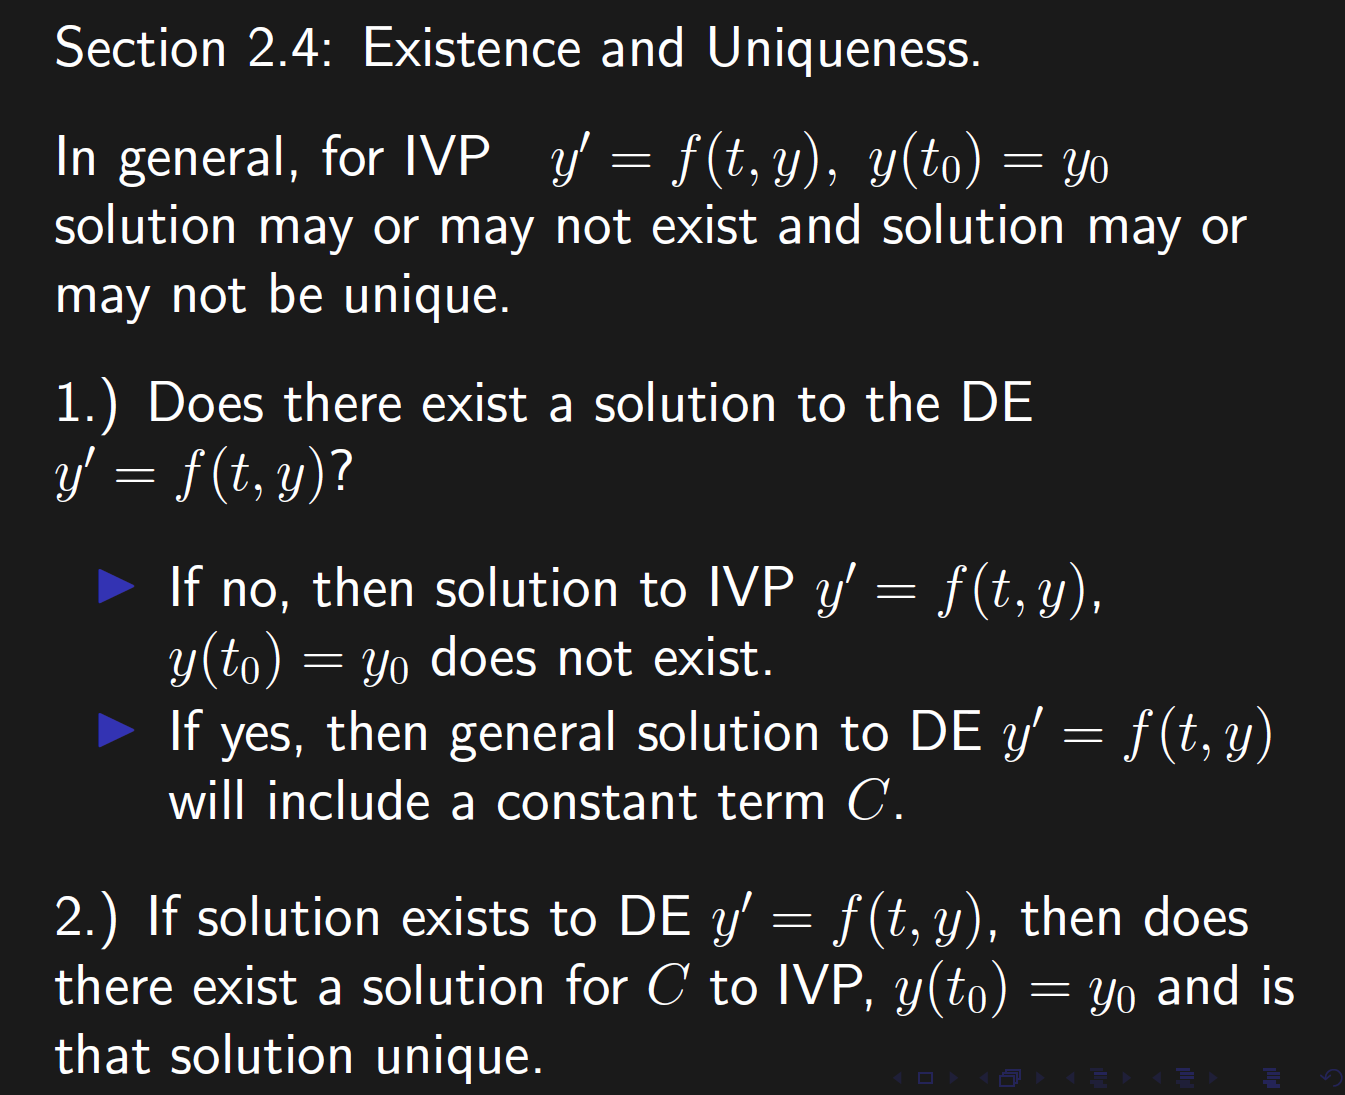 Section 2.4: Existence and Uniqueness.
In general, for IVP y′ = f(t, y), y(t₀) = y₀
solution may or may not exist and solution may or
may not be unique.
1.) Does there exist a solution to the DE
y′ = f(t, y)?
▶ If no, then solution to IVP y′ = f(t, y),
y(t₀) = y₀ does not exist.
▶ If yes, then general solution to DE y′ = f(t, y)
will include a constant term C.
2.) If solution exists to DE y′ = f(t, y), then does
there exist a solution for C to IVP, y(t₀) = y₀ and is
that solution unique.